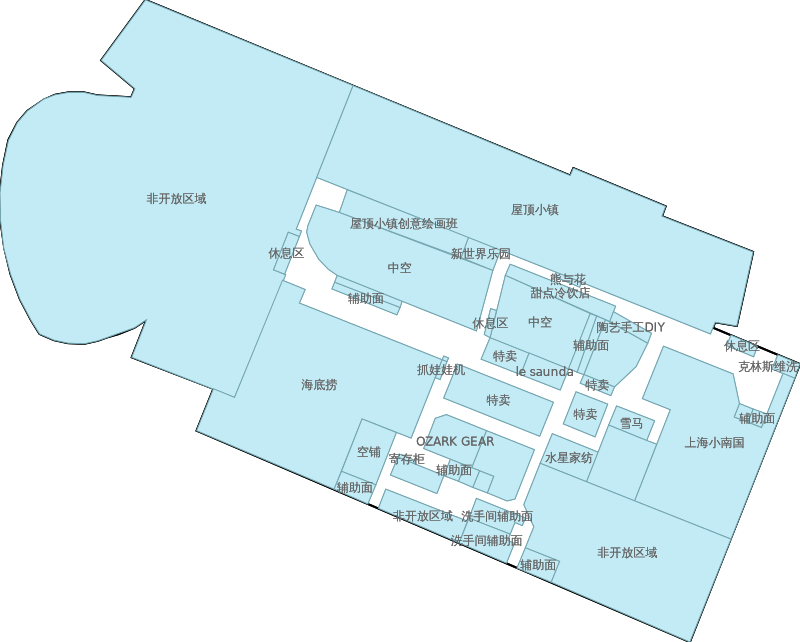 非开放区域
屋顶小镇
屋顶小镇创意绘画班
新世界乐园
休息区
中空
熊与花
甜点冷饮店
辅助面
休息区
中空
陶艺手工DIY
辅助面
休息区
特卖
克林斯维洗
抓娃娃机
le saunda
海底捞
特卖
特卖
特卖
辅助面
雪马
上海小南国
OZARK GEAR
空铺
寄存柜
水星家纺
辅助面
辅助面
非开放区域
洗手间辅助面
洗手间辅助面
非开放区域
辅助面